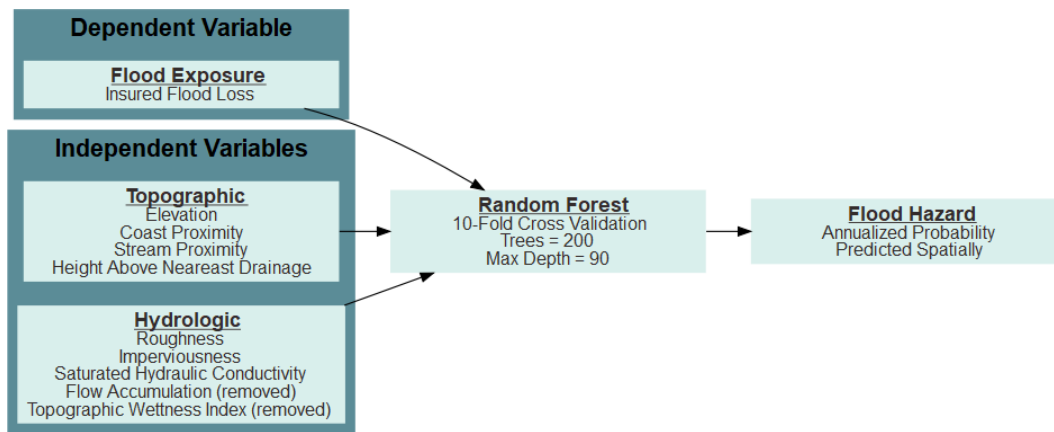 Dependent Variable
Flood Exposure
Insured Flood Loss
Independent Variables
Topographic
Elevation
Coast Proximity
Stream Proximity
Height Above Neareast Drainage
Hydrologic
Roughness
Imperviousness
Saturated Hydraulic Conductivity
Flow Accumulation (removed)
Topographic Wettness Index (removed)
Random Forest
10-Fold Cross Validation
Trees = 200
Max Depth = 90
Flood Hazard
Annualized Probability
Predicted Spatially